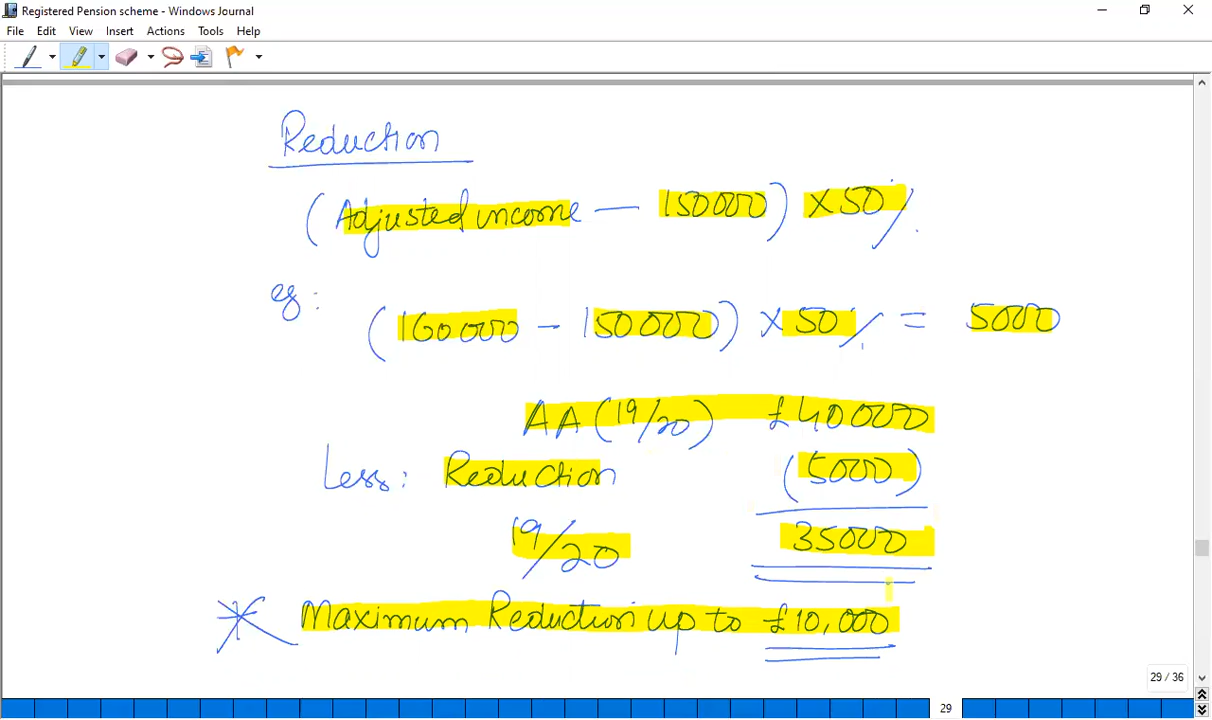 Registered Pension scheme - Windows Journal
File Edit View Insert Actions Tools Help
Reduction
(Adjusted income — 150000) × 50%
eg:
(160000 - 150000) × 50% = 5000
AA (19/20) £40000
Less: Reduction (5000)
19/20 35000
* Maximum Reduction up to £10,000
29 / 36
29